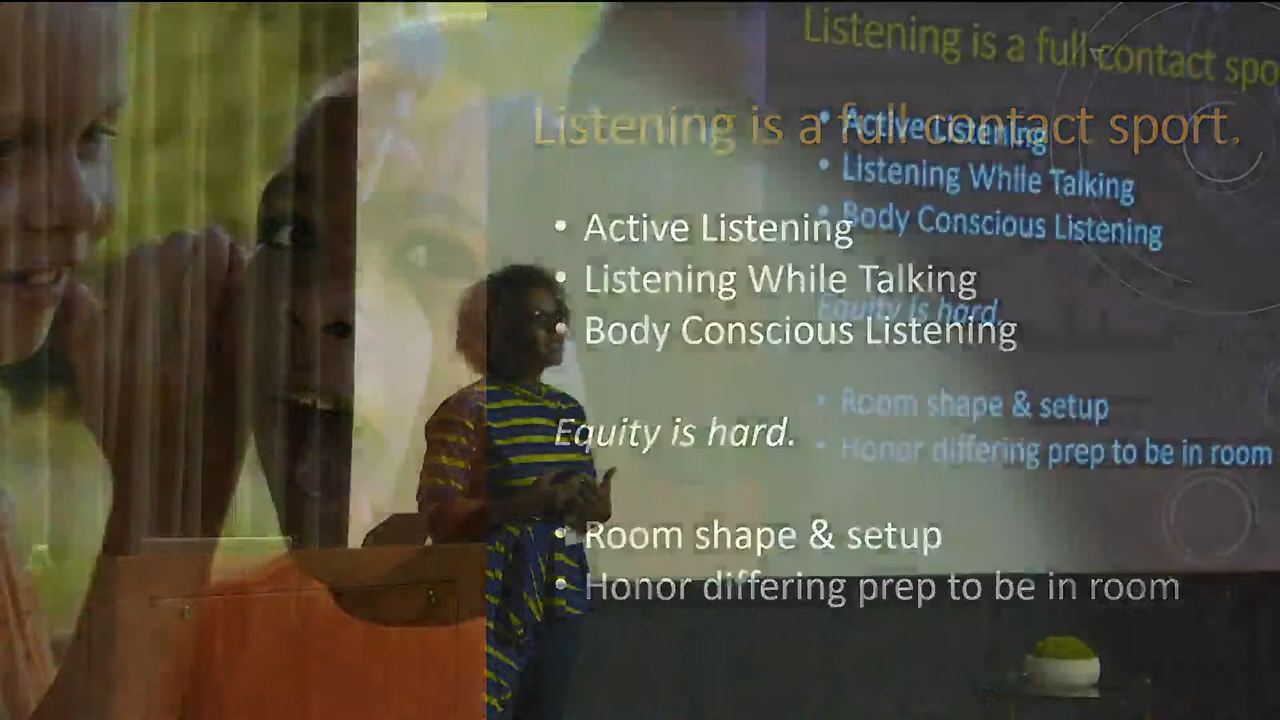 Listening is a full contact spo
Listening is a full contact sport.
• Active Listening
• Listening While Talking
• Body Conscious Listening
Equity is hard.
• Room shape & setup
• Honor differing prep to be in room
• Active Listening
• Listening While Talking
• Body Conscious Listening
Equity is hard.
• Room shape & setup
• Honor differing prep to be in room